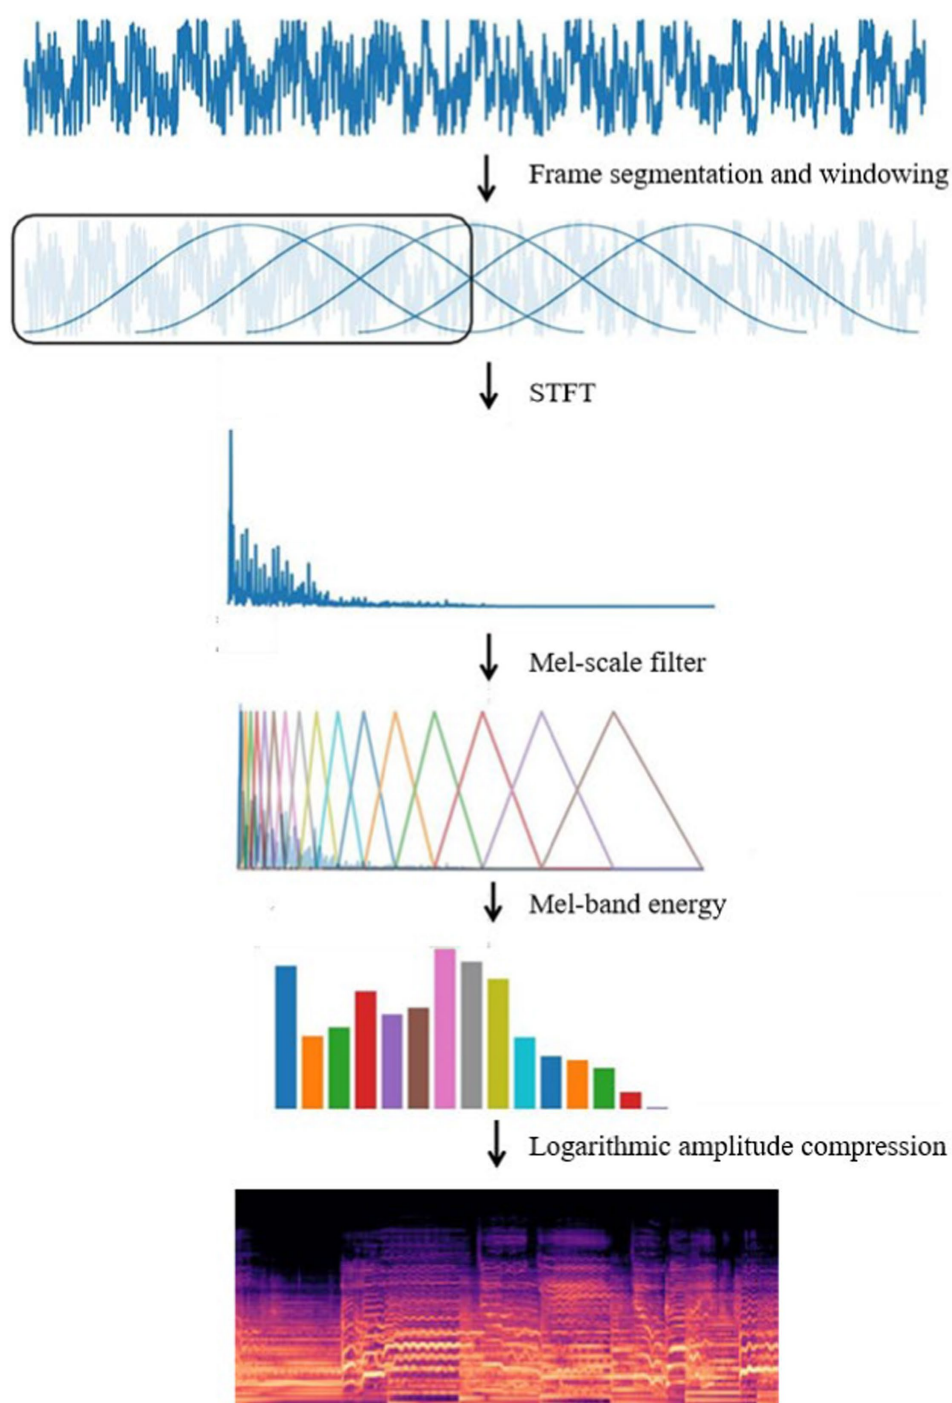 Frame segmentation and windowing
STFT
Mel-scale filter
Mel-band energy
Logarithmic amplitude compression